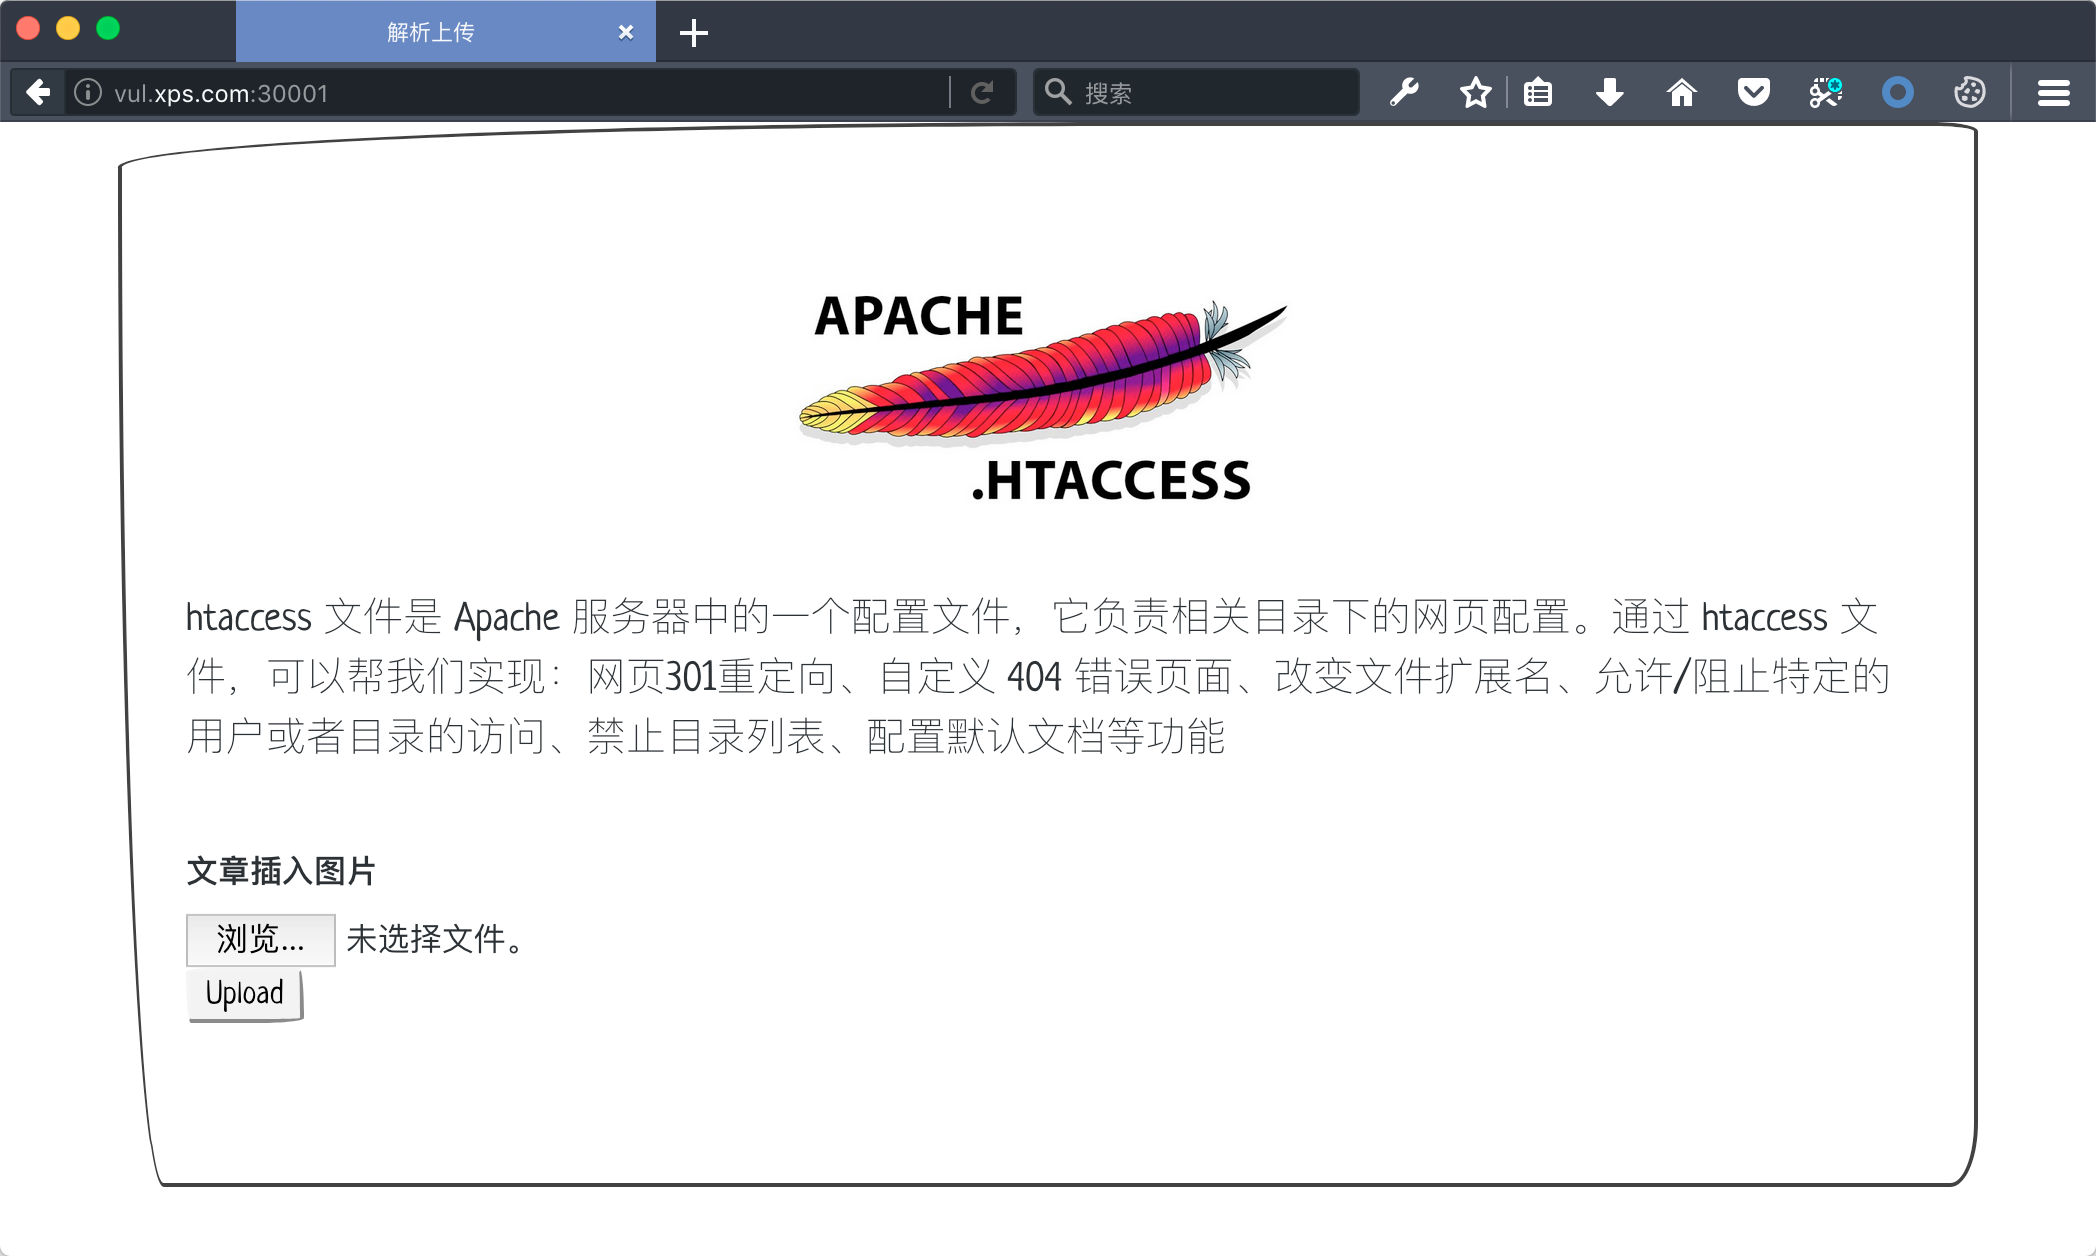 解析上传
vul.xps.com:30001
搜索
APACHE
.HTACCESS
htaccess 文件是 Apache 服务器中的一个配置文件，它负责相关目录下的网页配置。通过 htaccess 文
件，可以帮我们实现：网页301重定向、自定义 404 错误页面、改变文件扩展名、允许/阻止特定的
用户或者目录的访问、禁止目录列表、配置默认文档等功能
文章插入图片
浏览... 未选择文件。
Upload